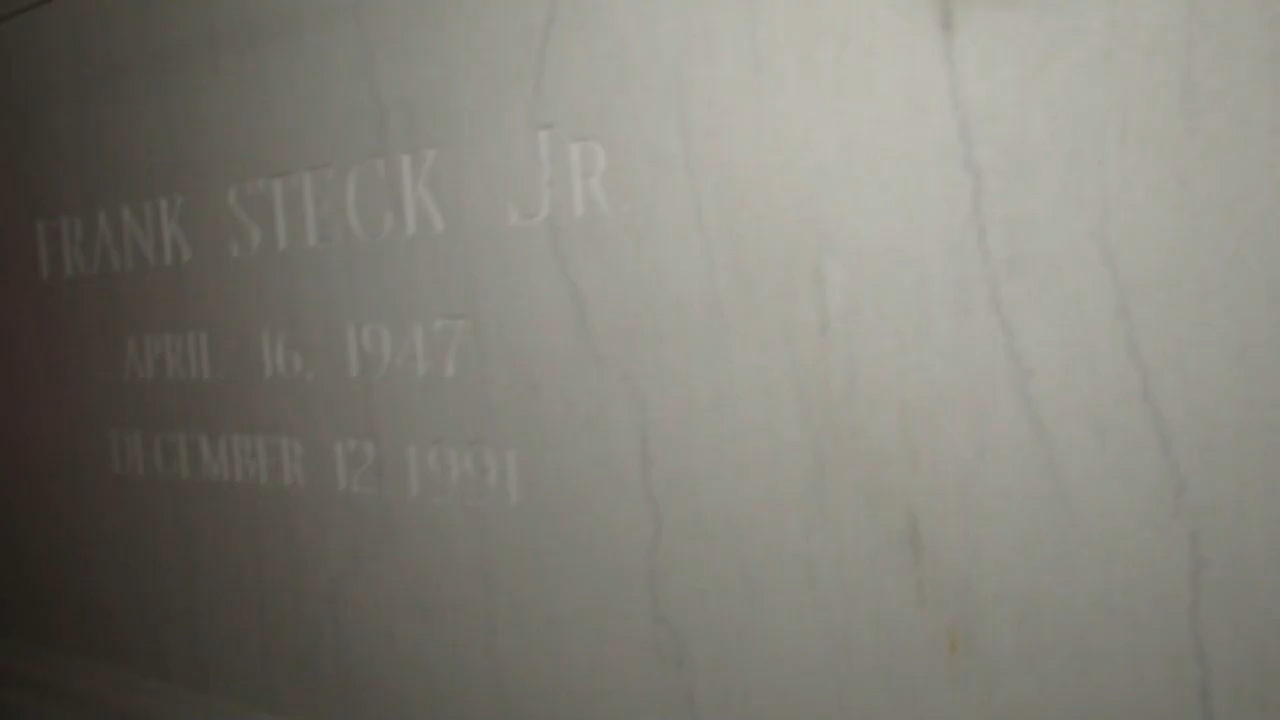 FRANK STECK JR.
APRIL 16, 1947
DECEMBER 12, 1991